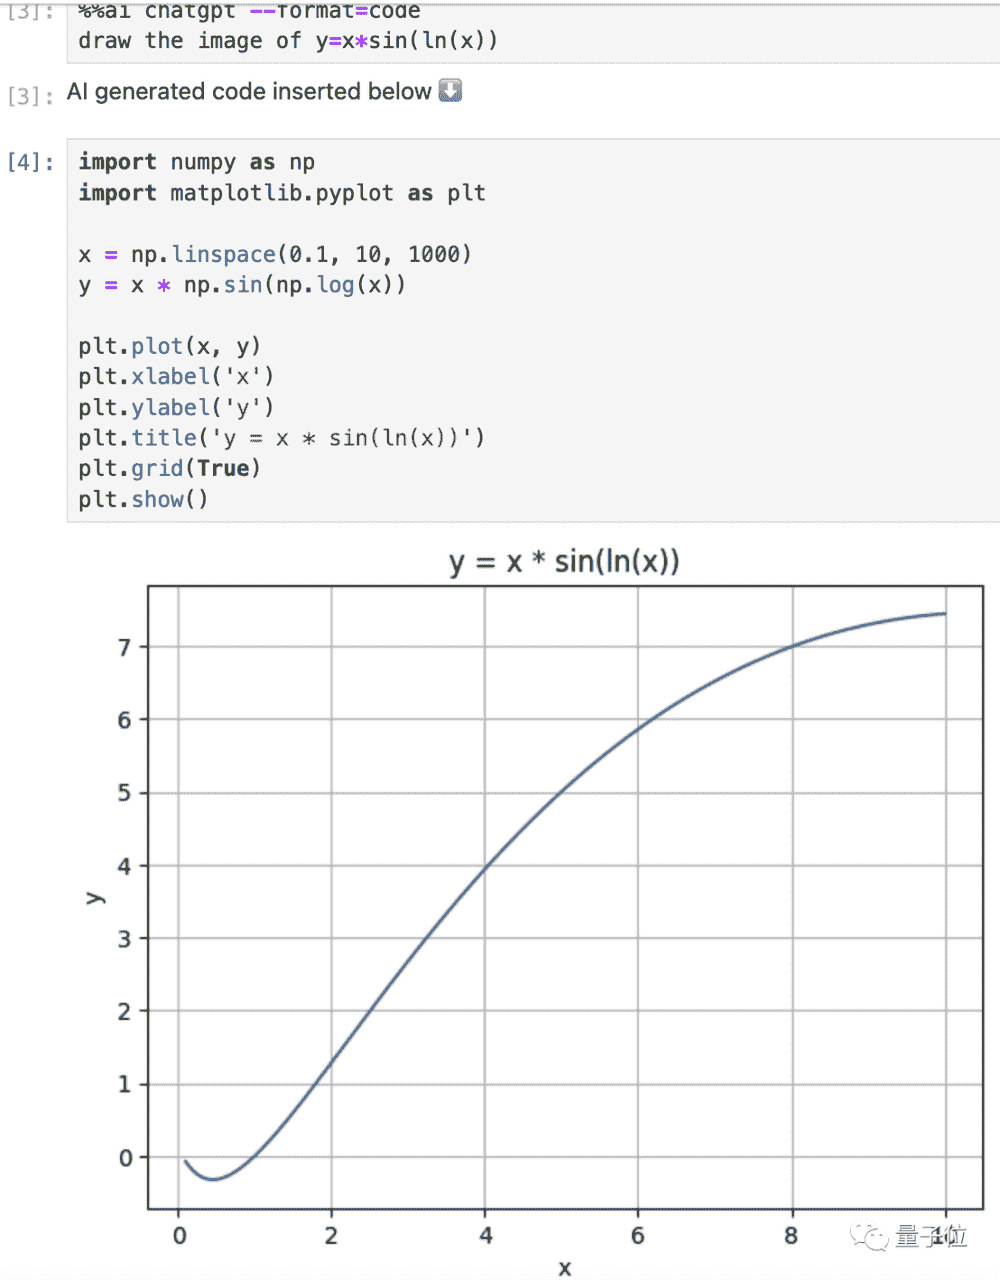 [3]: %%ai chatgpt --format=code
draw the image of y=x*sin(ln(x))
[3]: AI generated code inserted below ⬇️
[4]: import numpy as np
import matplotlib.pyplot as plt
x = np.linspace(0.1, 10, 1000)
y = x * np.sin(np.log(x))
plt.plot(x, y)
plt.xlabel('x')
plt.ylabel('y')
plt.title('y = x * sin(ln(x))')
plt.grid(True)
plt.show()
y = x * sin(ln(x))
7
6
5
4
3
2
1
0
y
0 2 4 6 8 10
x
量子位